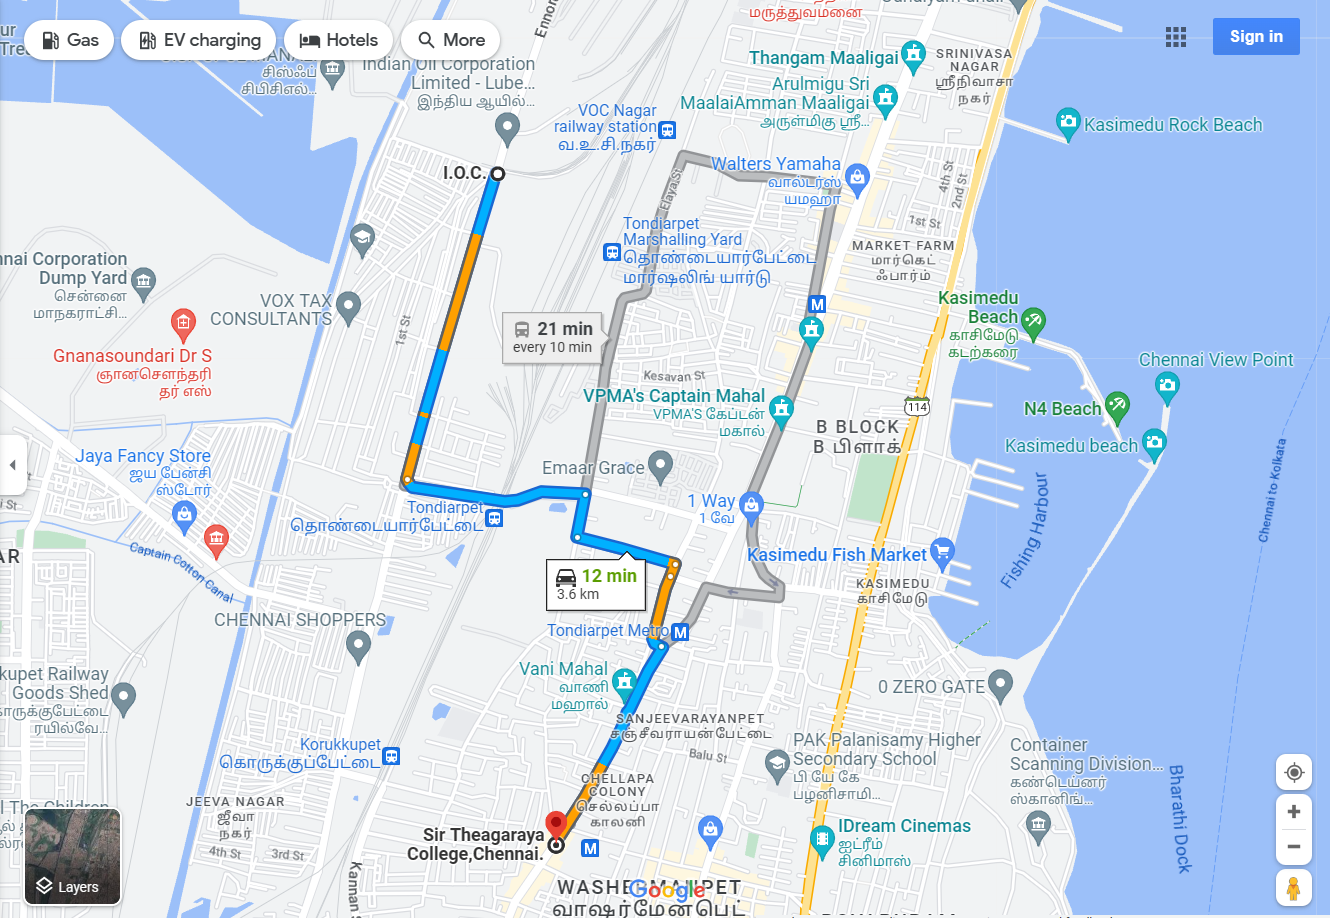 Gas
EV charging
Hotels
More
Sign in
மருத்துவமனை
Thangam Maaligai
SRINIVASA
NAGAR
ஸ்ரீநிவாசா
நகர்
Indian Oil Corporation
Limited - Lube...
இந்திய ஆயில்...
சிஸ்ஃப்
சிபிசிஎல்...
Arulmigu Sri
MaalaiAmman Maaligai
அருள்மிகு ஸ்ரீ...
VOC Nagar
railway station
வ.உ.சி.நகர்
Kasimedu Rock Beach
I.O.C.
Walters Yamaha
வால்டர்ஸ்
யமஹா
Elaya St
4th St
2nd St
1st St
Tondiarpet
Marshalling Yard
தொண்டையார்பேட்டை
மார்ஷலிங் யார்டு
MARKET FARM
மார்கெட்
ஃபார்ம்
nnai Corporation
Dump Yard
சென்னை
மாநகராட்சி...
VOX TAX
CONSULTANTS
1st St
Kasimedu
Beach
காசிமேடு
கடற்கரை
21 min
every 10 min
Gnanasoundari Dr S
ஞானசௌந்தரி
தர் எஸ்
Chennai View Point
Kesavan St
VPMA's Captain Mahal
VPMA'S கேப்டன்
மகால்
114
N4 Beach
B BLOCK
B பிளாக்
Kasimedu beach
Jaya Fancy Store
ஜய பேன்சி
ஸ்டோர்
Emaar Grace
1 Way
1 வே
Chennai to Kolkata
Tondiarpet
தொண்டையார்பேட்டை
Fishing Harbour
Captain Cotton Canal
Kasimedu Fish Market
12 min
3.6 km
KASIMEDU
காசிமேடு
CHENNAI SHOPPERS
Tondiarpet Metro
Vani Mahal
வாணி
மஹால்
kupet Railway
Goods Shed
காருக்குபேட்டை
ரயில்வே...
0 ZERO GATE
SANJEEVARAYANPET
சஞ்சீவராயன்பேட்டை
Balu St
Korukkupet
கொருக்குப்பேட்டை
PAK Palanisamy Higher
Secondary School
பி யே கே
பழனிசாமி...
Container
Scanning Division...
கண்டெய்னர்
ஸ்கானிங்...
Bharathi Dock
CHELLAPA
COLONY
செல்லப்பா
காலனி
JEEVA NAGAR
ஜீவா
நகர்
4th St
3rd St
Sir Theagaraya
College,Chennai.
IDream Cinemas
ஐட்ரீம்
சினிமாஸ்
Layers
Google
வாஷர்மேன்பெட்